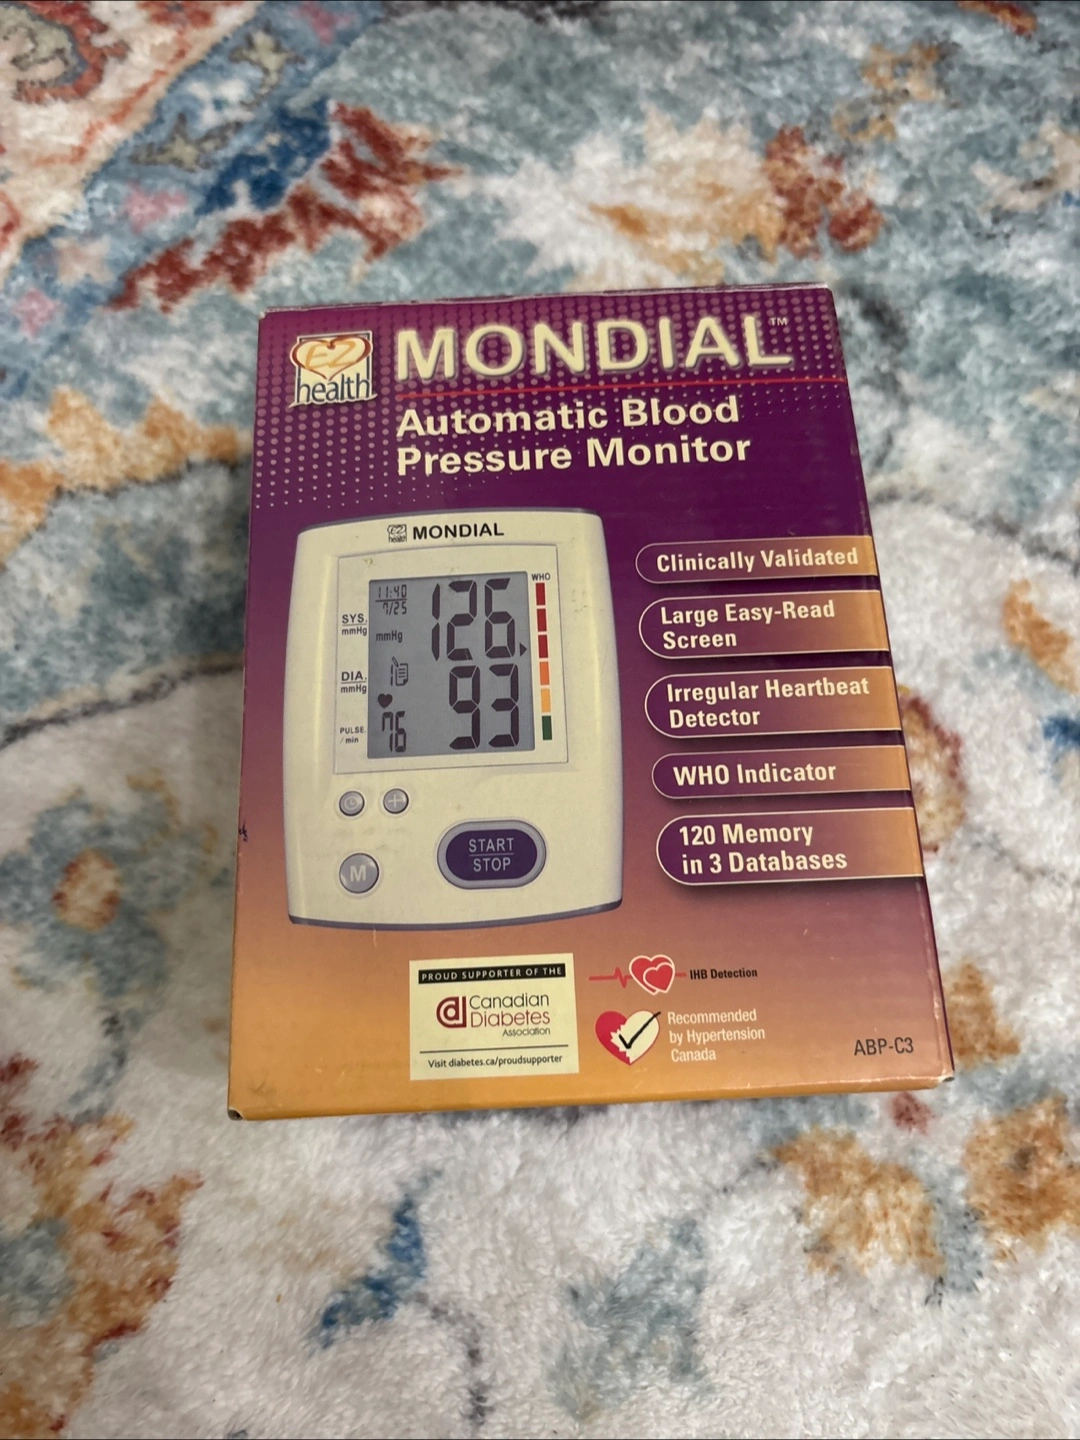 EZ
health
MONDIAL™
Automatic Blood
Pressure Monitor
EZ
health
MONDIAL
11:40
7/25
SYS.
mmHg
mmHg
126
WHO
DIA.
mmHg
93
PULSE
/min
76
M
START
STOP
Clinically Validated
Large Easy-Read
Screen
Irregular Heartbeat
Detector
WHO Indicator
120 Memory
in 3 Databases
PROUD SUPPORTER OF THE
Canadian
Diabetes
Association
Visit diabetes.ca/proudsupporter
IHB Detection
Recommended
by Hypertension
Canada
ABP-C3